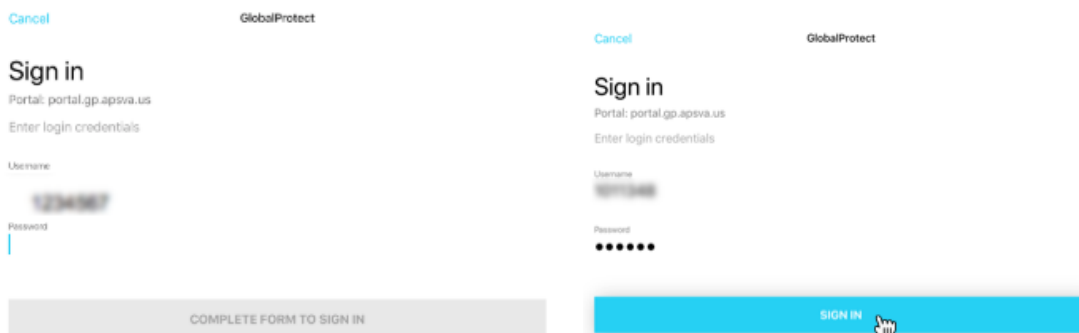 Cancel GlobalProtect
Sign in
Portal: portal.gp.apsva.us
Enter login credentials
Username
1234567
Password
COMPLETE FORM TO SIGN IN
Cancel GlobalProtect
Sign in
Portal: portal.gp.apsva.us
Enter login credentials
Username
Password
••••••
SIGN IN